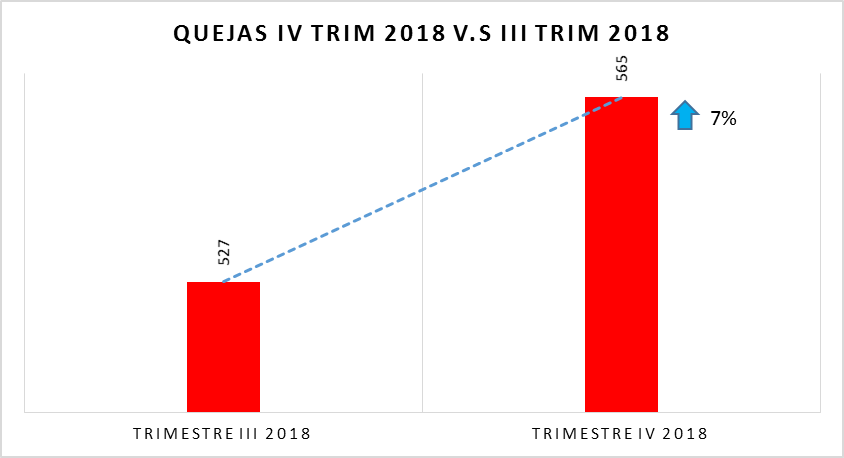 QUEJAS IV TRIM 2018 V.S III TRIM 2018
527
565
7%
TRIMESTRE III 2018
TRIMESTRE IV 2018